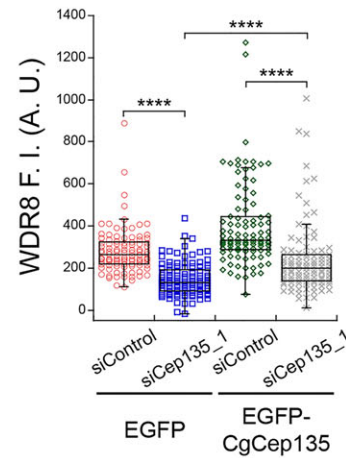 1400
1200
1000
800
600
400
200
0
WDR8 F. I. (A. U.)
****
****
****
siControl
siCep135_1
siControl
siCep135_1
EGFP
EGFP-
CgCep135